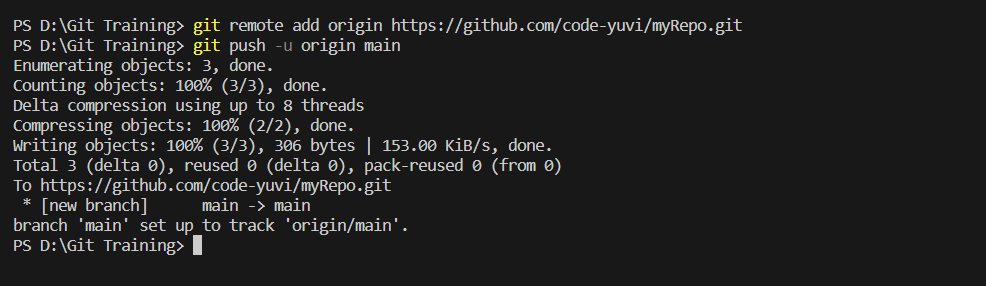 PS D:\Git Training> git remote add origin https://github.com/code-yuvi/myRepo.git
PS D:\Git Training> git push -u origin main
Enumerating objects: 3, done.
Counting objects: 100% (3/3), done.
Delta compression using up to 8 threads
Compressing objects: 100% (2/2), done.
Writing objects: 100% (3/3), 306 bytes | 153.00 KiB/s, done.
Total 3 (delta 0), reused 0 (delta 0), pack-reused 0 (from 0)
To https://github.com/code-yuvi/myRepo.git
 * [new branch]      main -> main
branch 'main' set up to track 'origin/main'.
PS D:\Git Training>